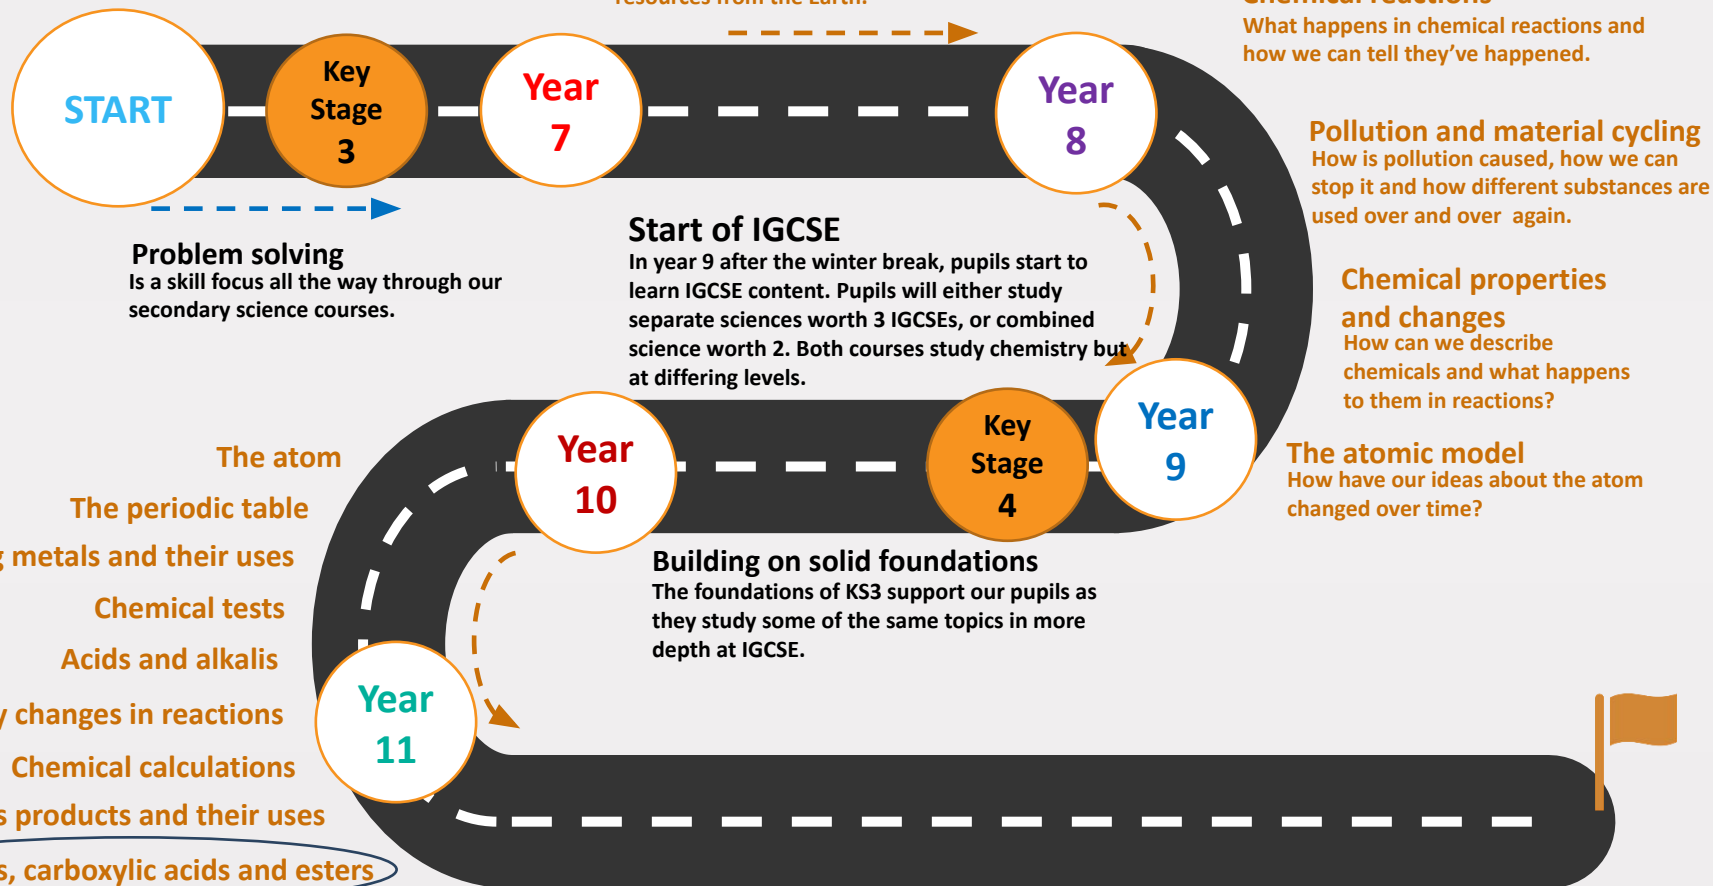 resources from the Earth.
Chemical reactions
What happens in chemical reactions and
how we can tell they've happened.
START
Key
Stage
3
Year
7
Year
8
Pollution and material cycling
How is pollution caused, how we can
stop it and how different substances are
used over and over again.
Problem solving
Is a skill focus all the way through our
secondary science courses.
Start of IGCSE
In year 9 after the winter break, pupils start to
learn IGCSE content. Pupils will either study
separate sciences worth 3 IGCSEs, or combined
science worth 2. Both courses study chemistry but
at differing levels.
Chemical properties
and changes
How can we describe
chemicals and what happens
to them in reactions?
Year
9
Key
Stage
4
Year
10
The atomic model
How have our ideas about the atom
changed over time?
The atom
The periodic table
metals and their uses
Chemical tests
Acids and alkalis
changes in reactions
Chemical calculations
products and their uses
carboxylic acids and esters
Building on solid foundations
The foundations of KS3 support our pupils as
they study some of the same topics in more
depth at IGCSE.
Year
11